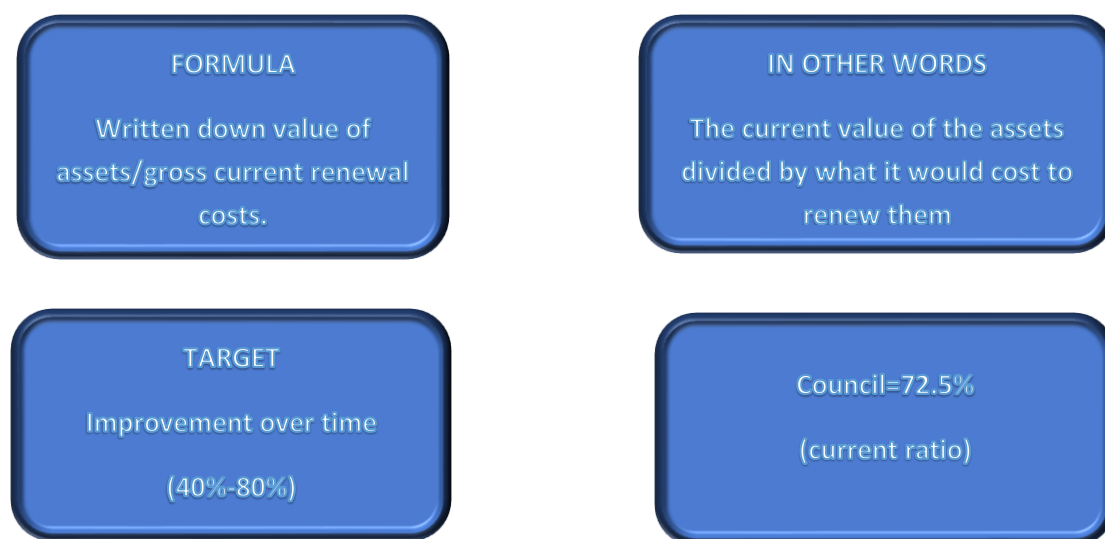 FORMULA
Written down value of
assets/gross current renewal
costs.
IN OTHER WORDS
The current value of the assets
divided by what it would cost to
renew them
TARGET
Improvement over time
(40%-80%)
Council=72.5%
(current ratio)